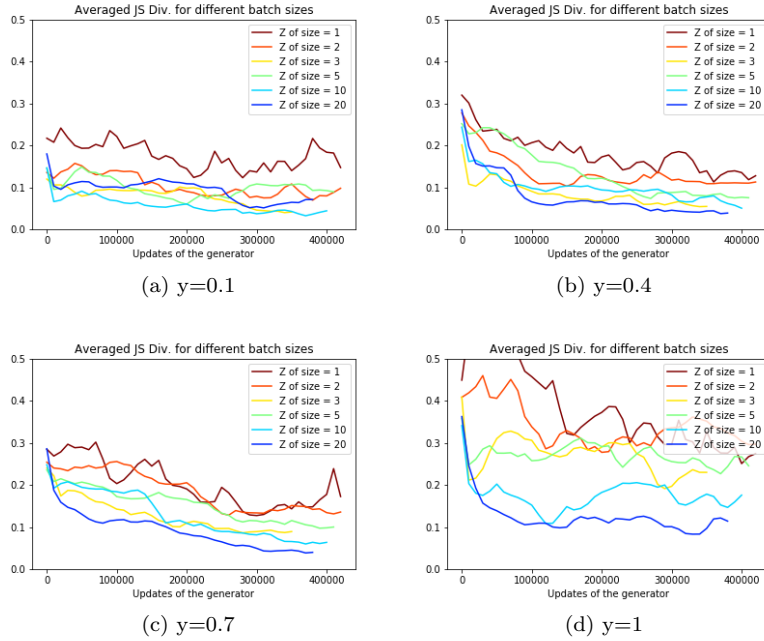 Averaged JS Div. for different batch sizes
0.5
0.4
0.3
0.2
0.1
0.0
Z of size = 1
Z of size = 2
Z of size = 3
Z of size = 5
Z of size = 10
Z of size = 20
0 100000 200000 300000 400000
Updates of the generator
(a) y=0.1
Averaged JS Div. for different batch sizes
0.5
0.4
0.3
0.2
0.1
0.0
Z of size = 1
Z of size = 2
Z of size = 3
Z of size = 5
Z of size = 10
Z of size = 20
0 100000 200000 300000 400000
Updates of the generator
(b) y=0.4
Averaged JS Div. for different batch sizes
0.5
0.4
0.3
0.2
0.1
0.0
Z of size = 1
Z of size = 2
Z of size = 3
Z of size = 5
Z of size = 10
Z of size = 20
0 100000 200000 300000 400000
Updates of the generator
(c) y=0.7
Averaged JS Div. for different batch sizes
0.5
0.4
0.3
0.2
0.1
0.0
Z of size = 1
Z of size = 2
Z of size = 3
Z of size = 5
Z of size = 10
Z of size = 20
0 100000 200000 300000 400000
Updates of the generator
(d) y=1